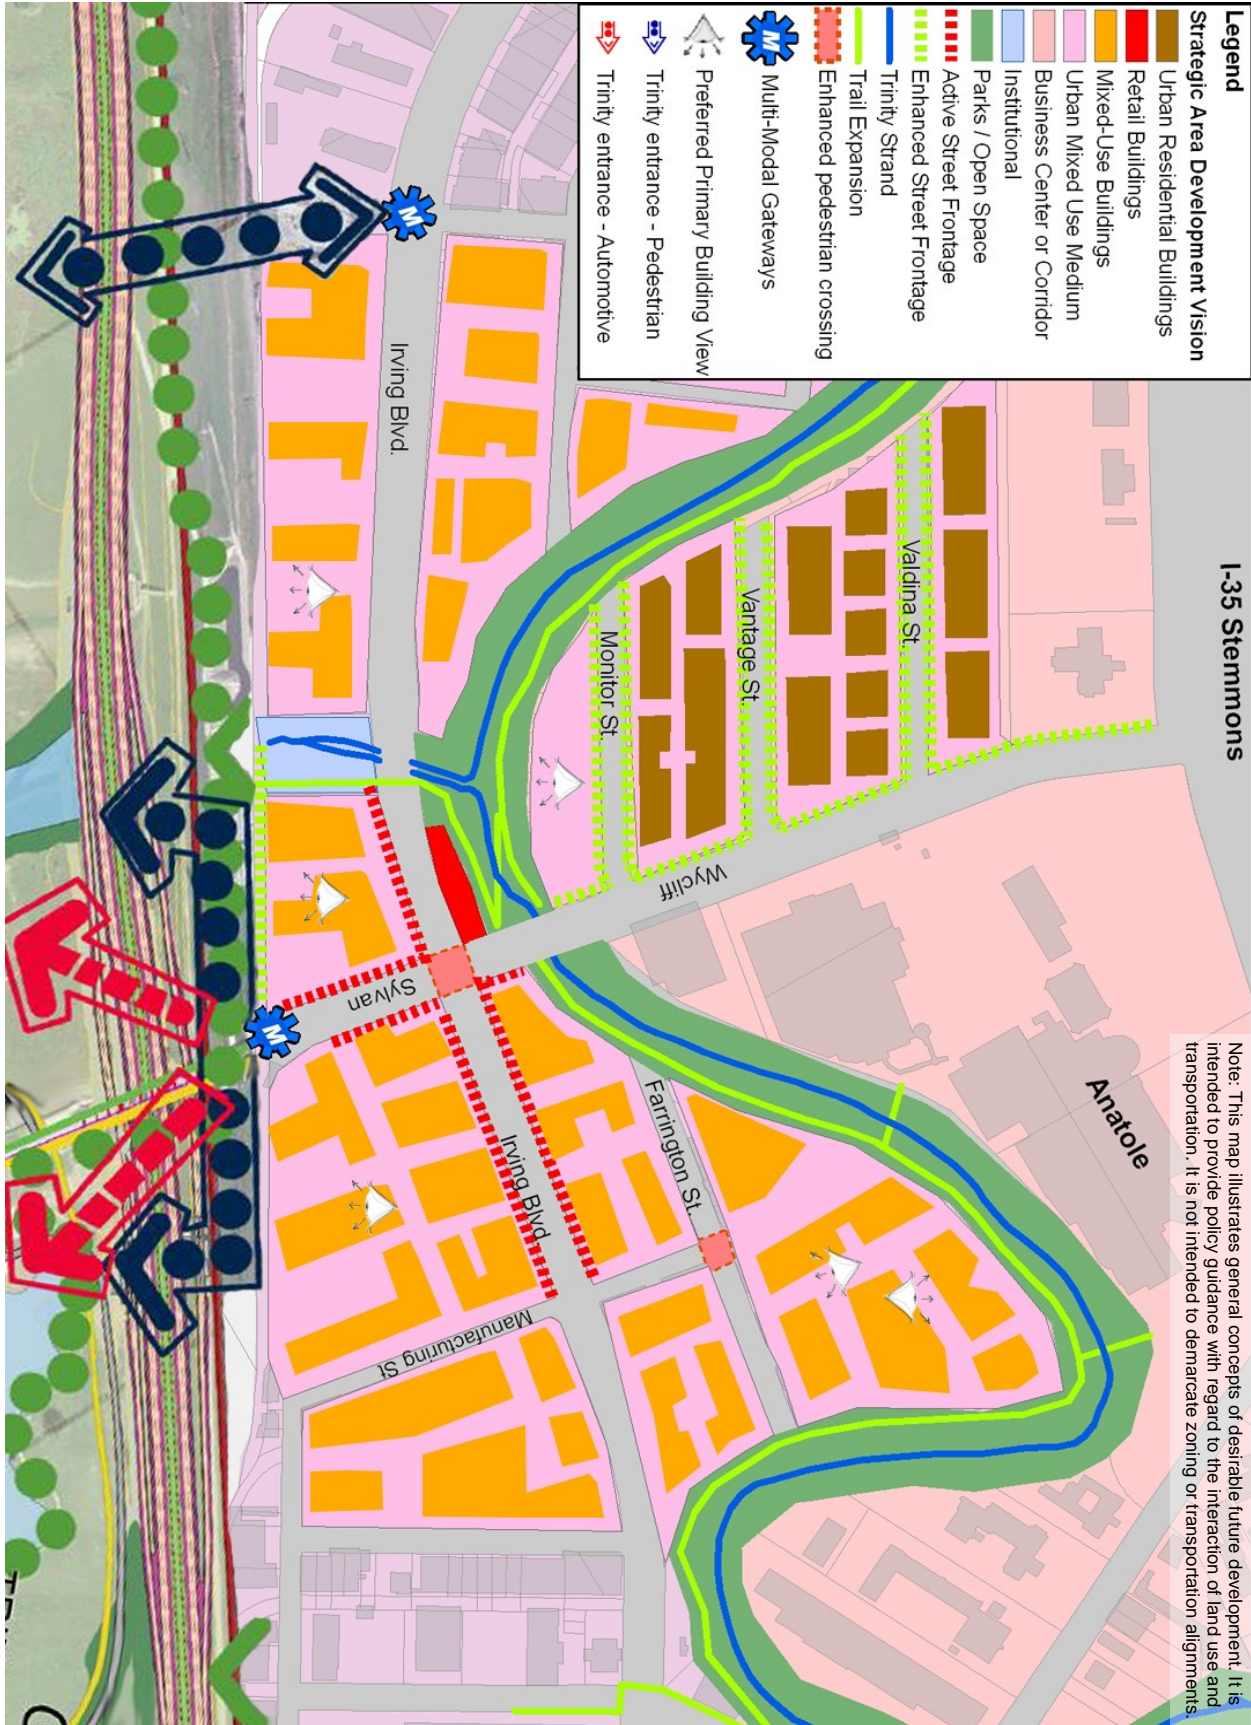 Legend
Strategic Area Development Vision
Urban Residential Buildings
Retail Buildings
Mixed-Use Buildings
Urban Mixed Use Medium
Business Center or Corridor
Institutional
Parks / Open Space
Active Street Frontage
Enhanced Street Frontage
Trinity Strand
Trail Expansion
Enhanced pedestrian crossing
M
Multi-Modal Gateways
Preferred Primary Building View
Trinity entrance - Pedestrian
Trinity entrance - Automotive
I-35 Stemmons
Note: This map illustrates general concepts of desirable future development. It is
intended to provide policy guidance with regard to the interaction of land use and
transportation. It is not intended to demarcate zoning or transportation alignments.
Anatole
Valdina St.
Vantage St.
Monitor St.
Wycliff
Farrington St.
Irving Blvd.
M
Sylvan
Irving Blvd.
Manufacturing St
M